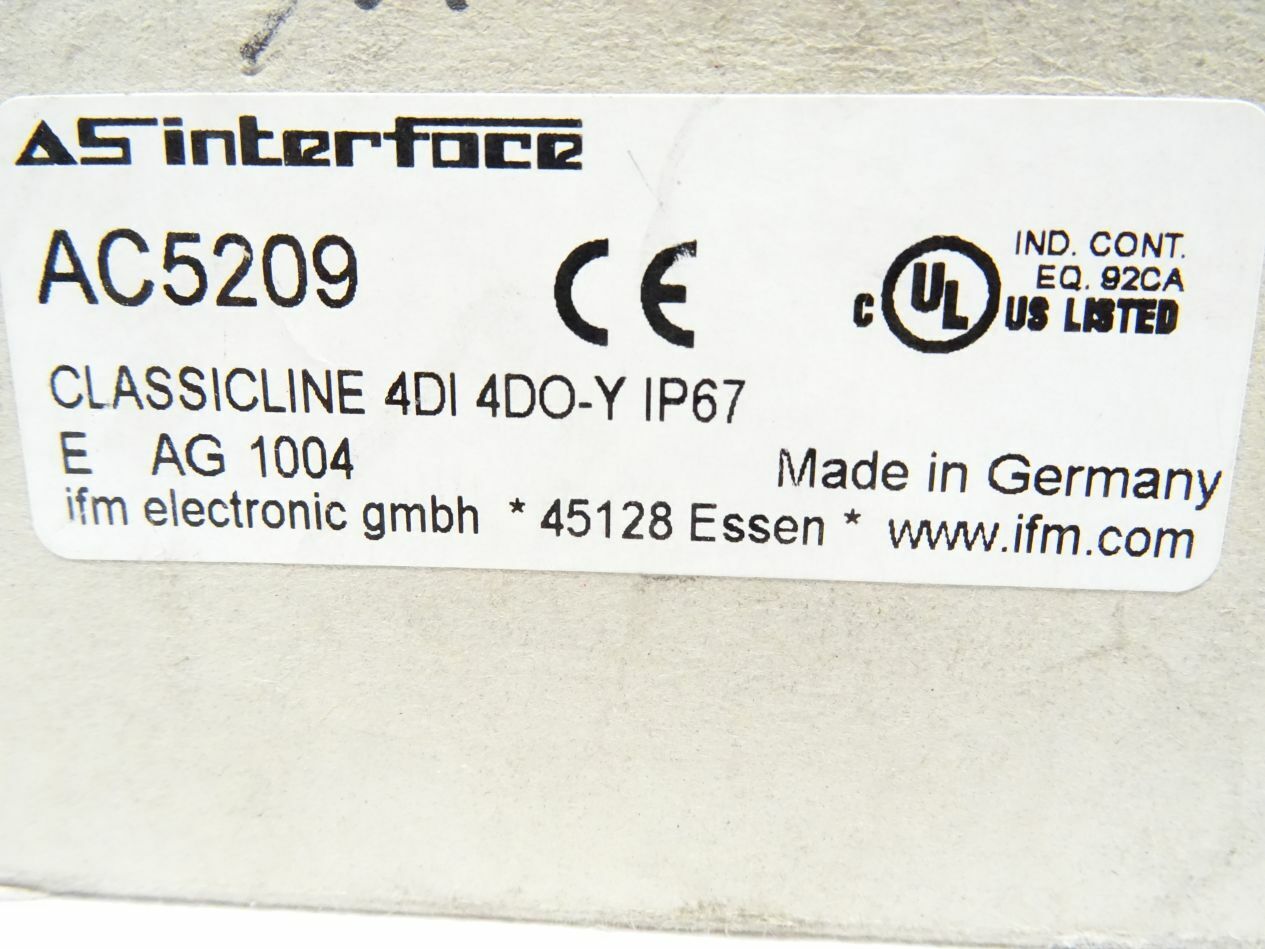 AS interface
AC5209
CE
IND. CONT.
EQ. 92CA
C UL US LISTED
CLASSICLINE 4DI 4DO-Y IP67
E AG 1004
Made in Germany
ifm electronic gmbh * 45128 Essen * www.ifm.com